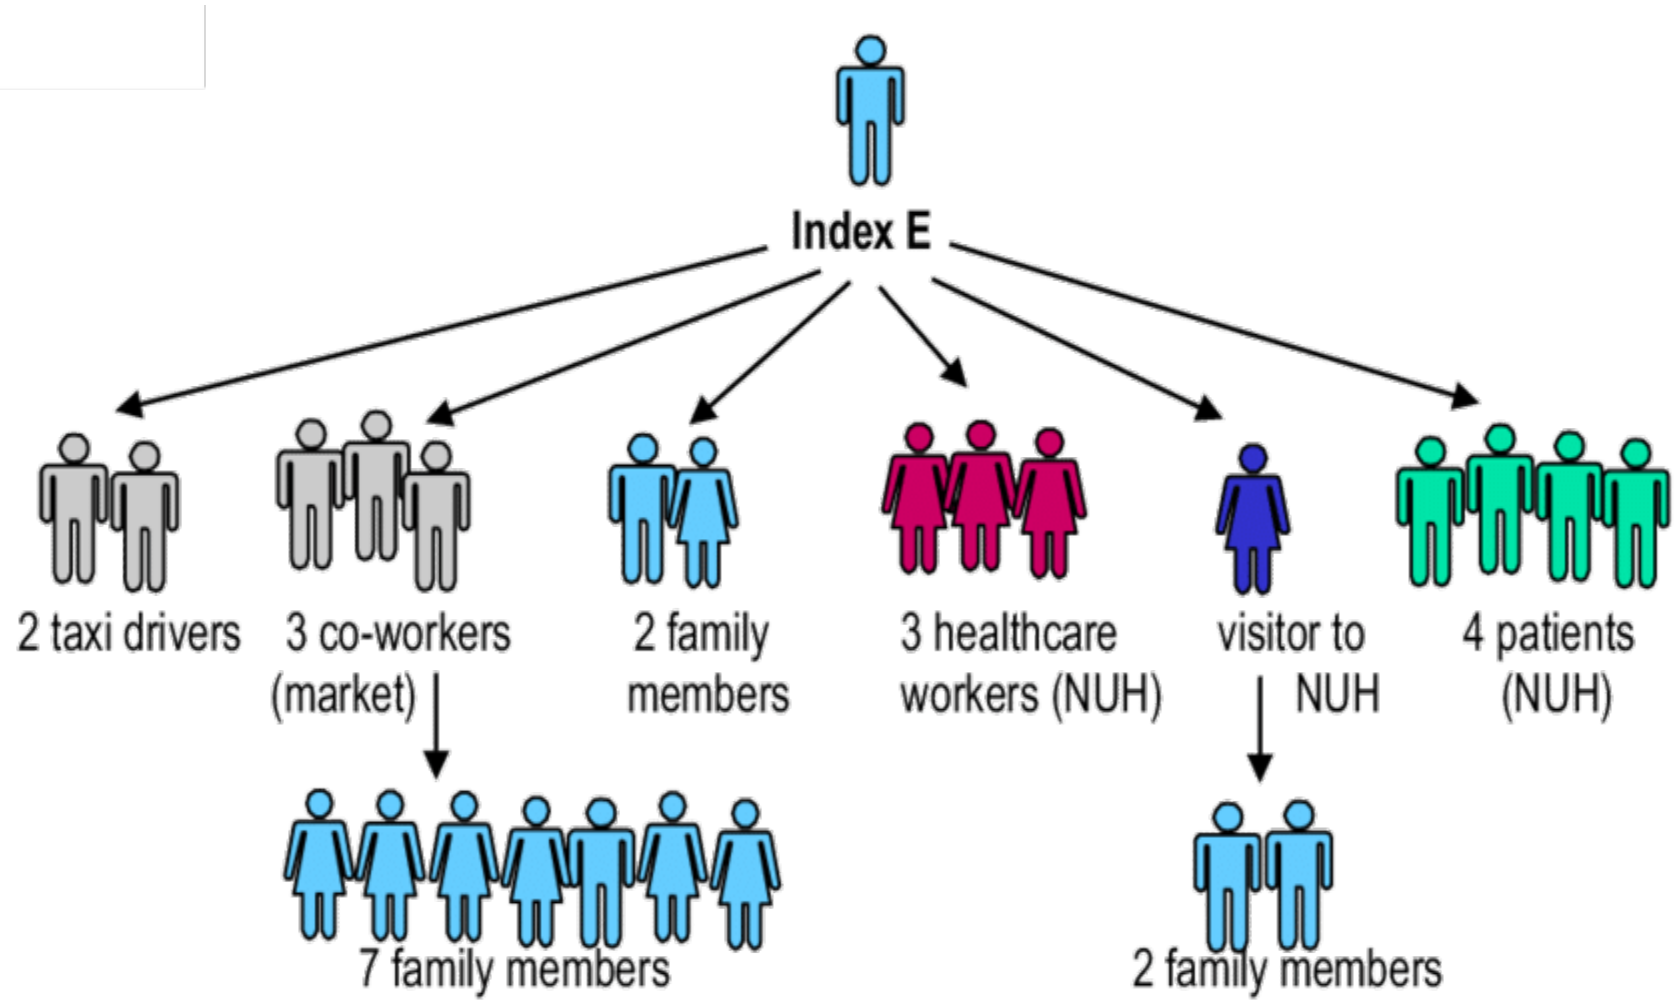 Index E
2 taxi drivers
3 co-workers
(market)
2 family
members
3 healthcare
workers (NUH)
visitor to
NUH
4 patients
(NUH)
7 family members
2 family members